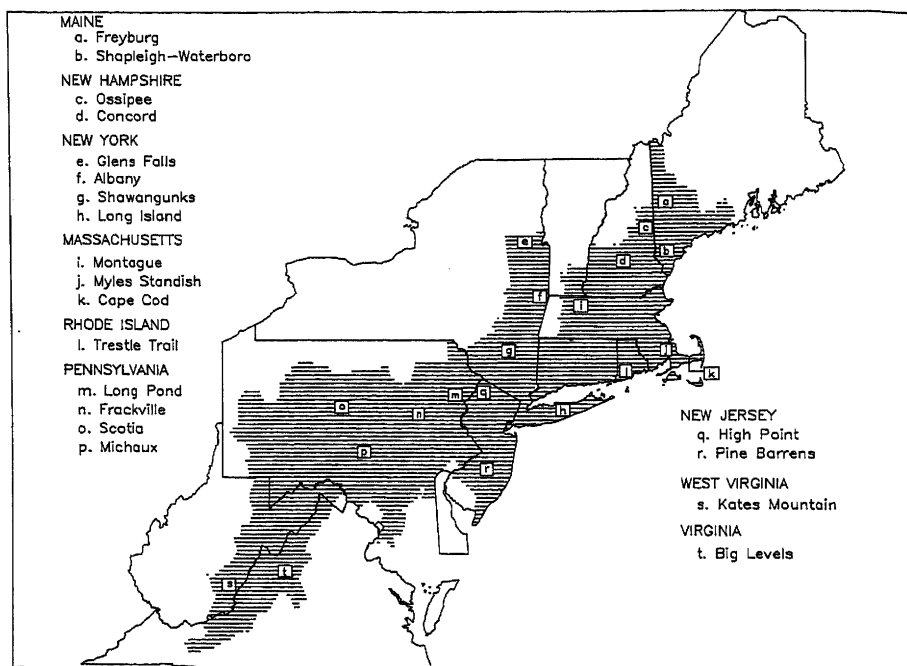 MAINE
a. Freyburg
b. Shapleigh-Waterboro
NEW HAMPSHIRE
c. Ossipee
d. Concord
NEW YORK
e. Glens Falls
f. Albany
g. Shawangunks
h. Long Island
MASSACHUSETTS
i. Montague
j. Myles Standish
k. Cape Cod
RHODE ISLAND
l. Trestle Trail
PENNSYLVANIA
m. Long Pond
n. Frackville
o. Scotia
p. Michaux
NEW JERSEY
q. High Point
r. Pine Barrens
WEST VIRGINIA
s. Kates Mountain
VIRGINIA
t. Big Levels
a
c
b
e
d
f
i
g
j
l
k
m
q
o
n
h
p
r
t
s